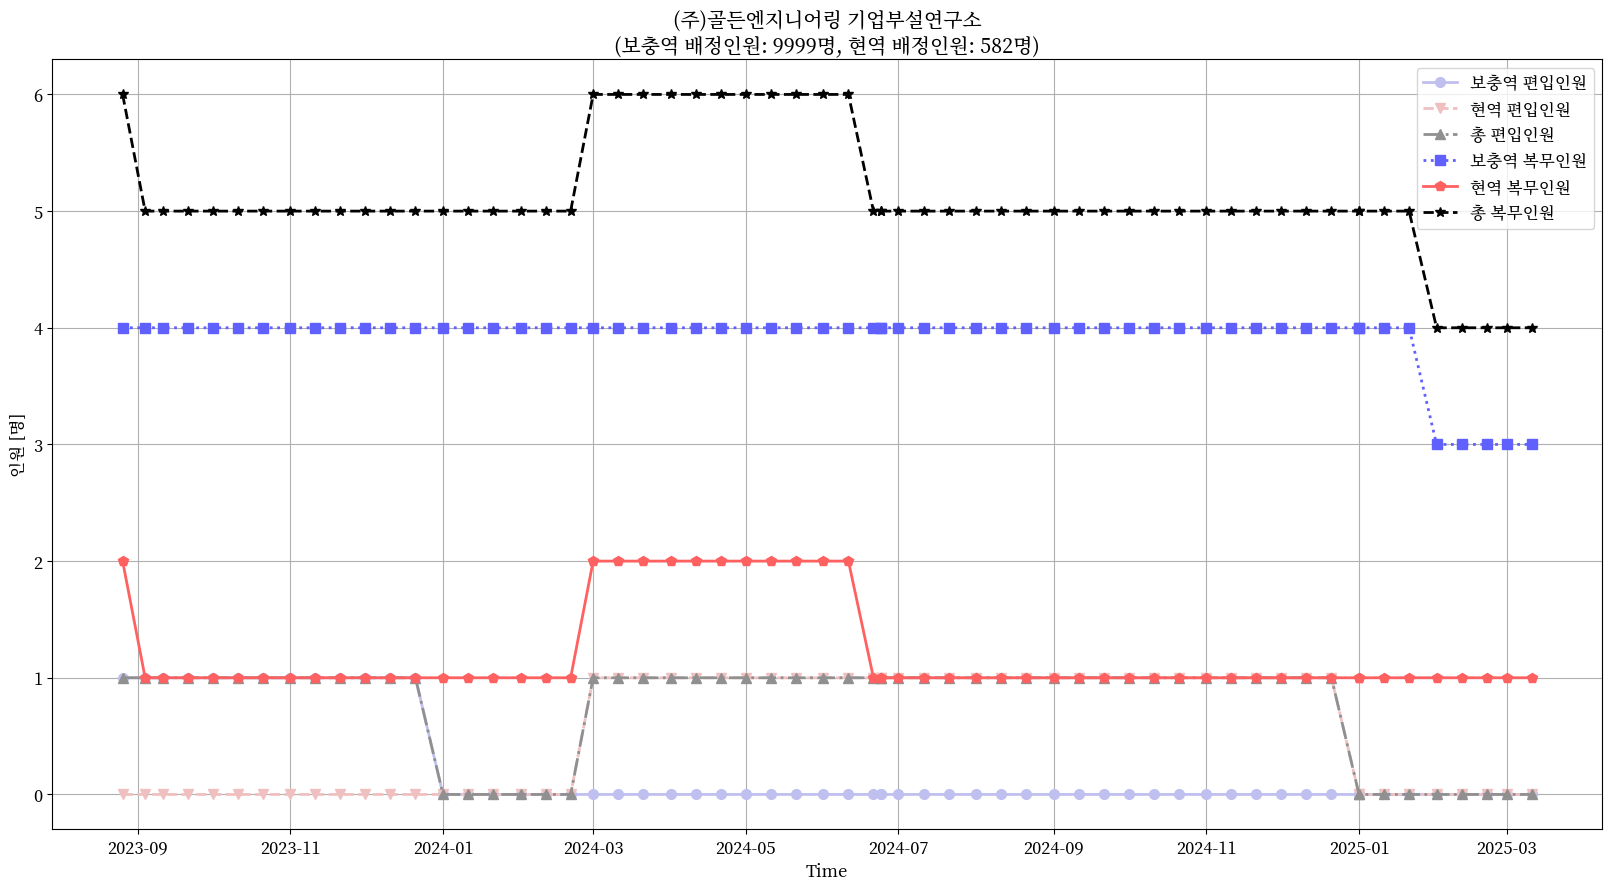 (주)골든엔지니어링 기업부설연구소
(보충역 배정인원: 9999명, 현역 배정인원: 582명)
보충역 편입인원
현역 편입인원
총 편입인원
보충역 복무인원
현역 복무인원
총 복무인원
인원 [명]
6
5
4
3
2
1
0
2023-09
2023-11
2024-01
2024-03
2024-05
2024-07
2024-09
2024-11
2025-01
2025-03
Time